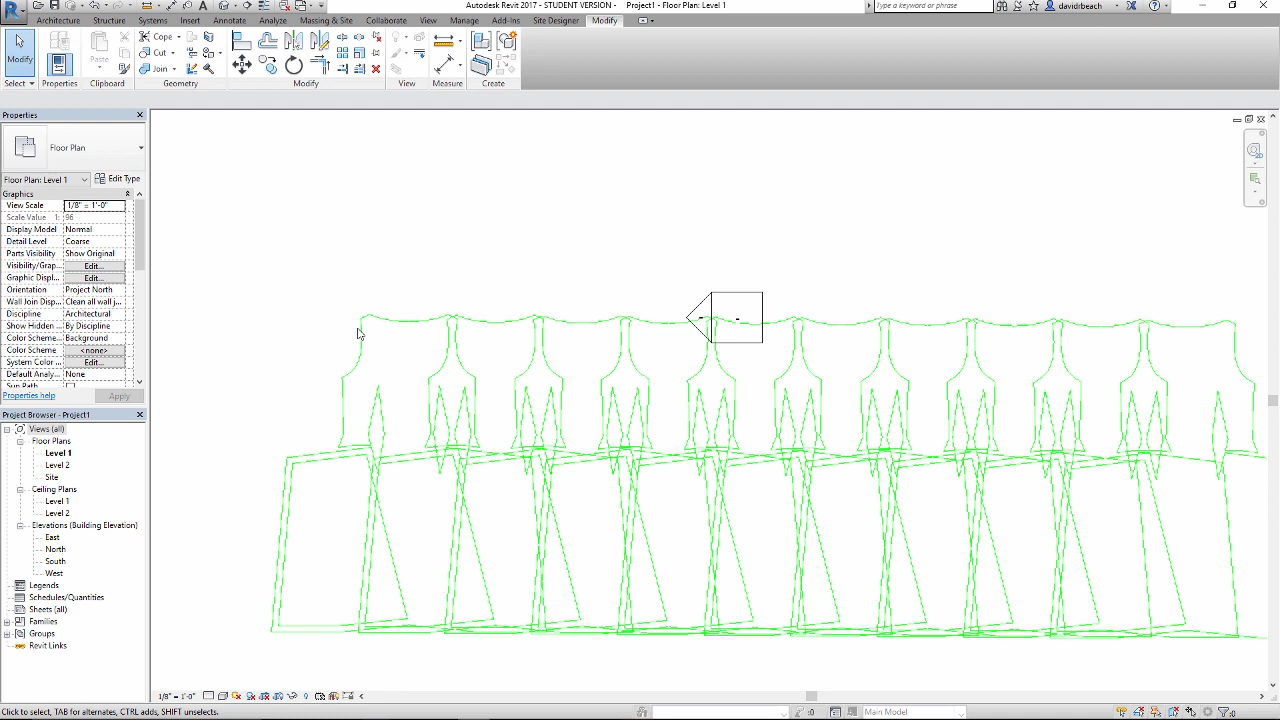 Autodesk Revit 2017 - STUDENT VERSION - Project1 - Floor Plan: Level 1
Type a keyword or phrase
davidrbeach
Architecture Structure Systems Insert Annotate Analyze Massing & Site Collaborate View Manage Add-Ins Site Designer Modify
Modify
Select
Properties
Paste
Clipboard
Cope
Cut
Join
Geometry
Modify
View
Measure
Create
Properties
Floor Plan
Floor Plan: Level 1
Edit Type
Graphics
View Scale 1/8" = 1'-0"
Scale Value 1: 96
Display Model Normal
Detail Level Coarse
Parts Visibility Show Original
Visibility/Grap... Edit...
Graphic Displ... Edit...
Orientation Project North
Wall Join Disp... Clean all wall j...
Discipline Architectural
Show Hidden ... By Discipline
Color Scheme... Background
Color Scheme <none>
System Color ... Edit...
Default Analy... None
Sun Path
Properties help
Apply
Project Browser - Project1
Views (all)
Floor Plans
Level 1
Level 2
Site
Ceiling Plans
Level 1
Level 2
Elevations (Building Elevation)
East
North
South
West
Legends
Schedules/Quantities
Sheets (all)
Families
Groups
Revit Links
1/8" = 1'-0"
Click to select, TAB for alternates, CTRL adds, SHIFT unselects.
:0
Main Model
:0